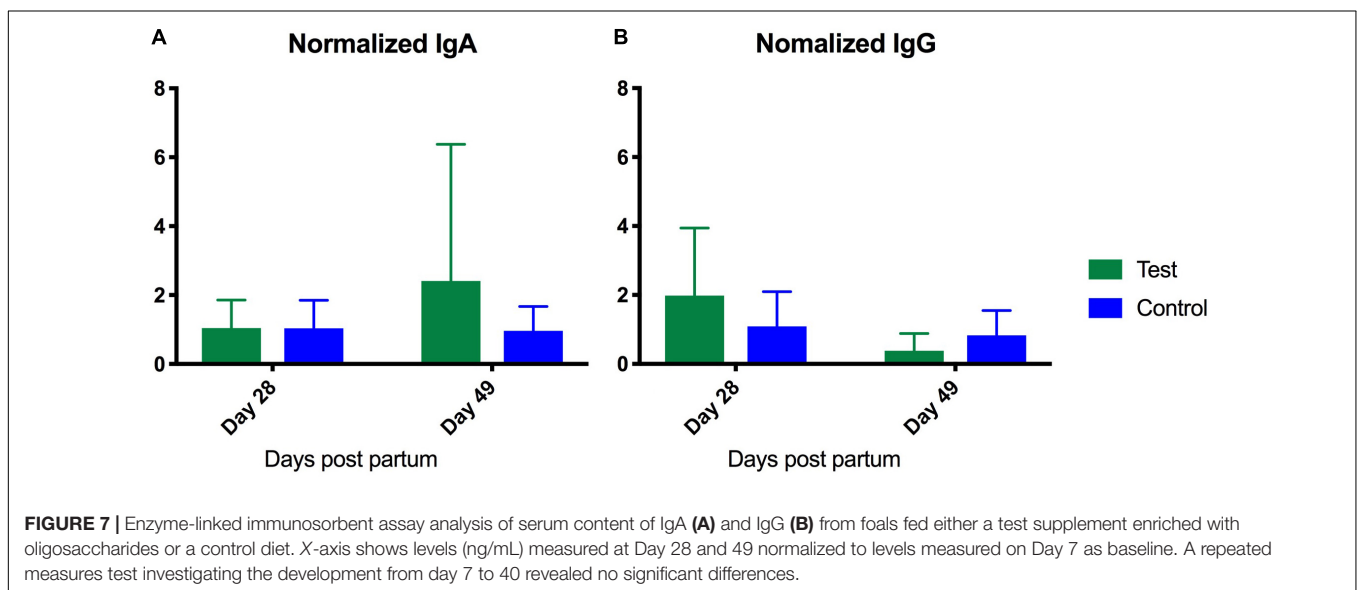 A
Normalized IgA
8
6
4
2
0
Day 28
Day 49
Days post partum
B
Nomalized IgG
8
6
4
2
0
Day 28
Day 49
Days post partum
Test
Control
FIGURE 7 | Enzyme-linked immunosorbent assay analysis of serum content of IgA (A) and IgG (B) from foals fed either a test supplement enriched with
oligosaccharides or a control diet. X-axis shows levels (ng/mL) measured at Day 28 and 49 normalized to levels measured on Day 7 as baseline. A repeated
measures test investigating the development from day 7 to 40 revealed no significant differences.